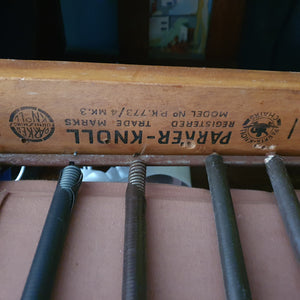 PARKER-KNOLL
REGISTERED TRADE MARKS
MODEL No P.K.773/4 MK.3